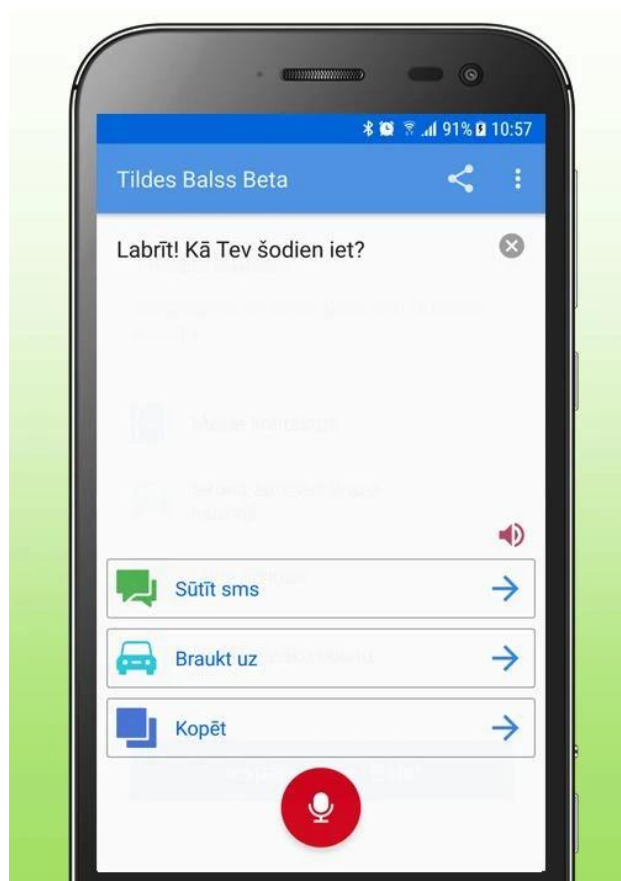 91% 10:57
Tildes Balss Beta
Labrīt! Kā Tev šodien iet?
Sūtīt sms
Braukt uz
Kopēt